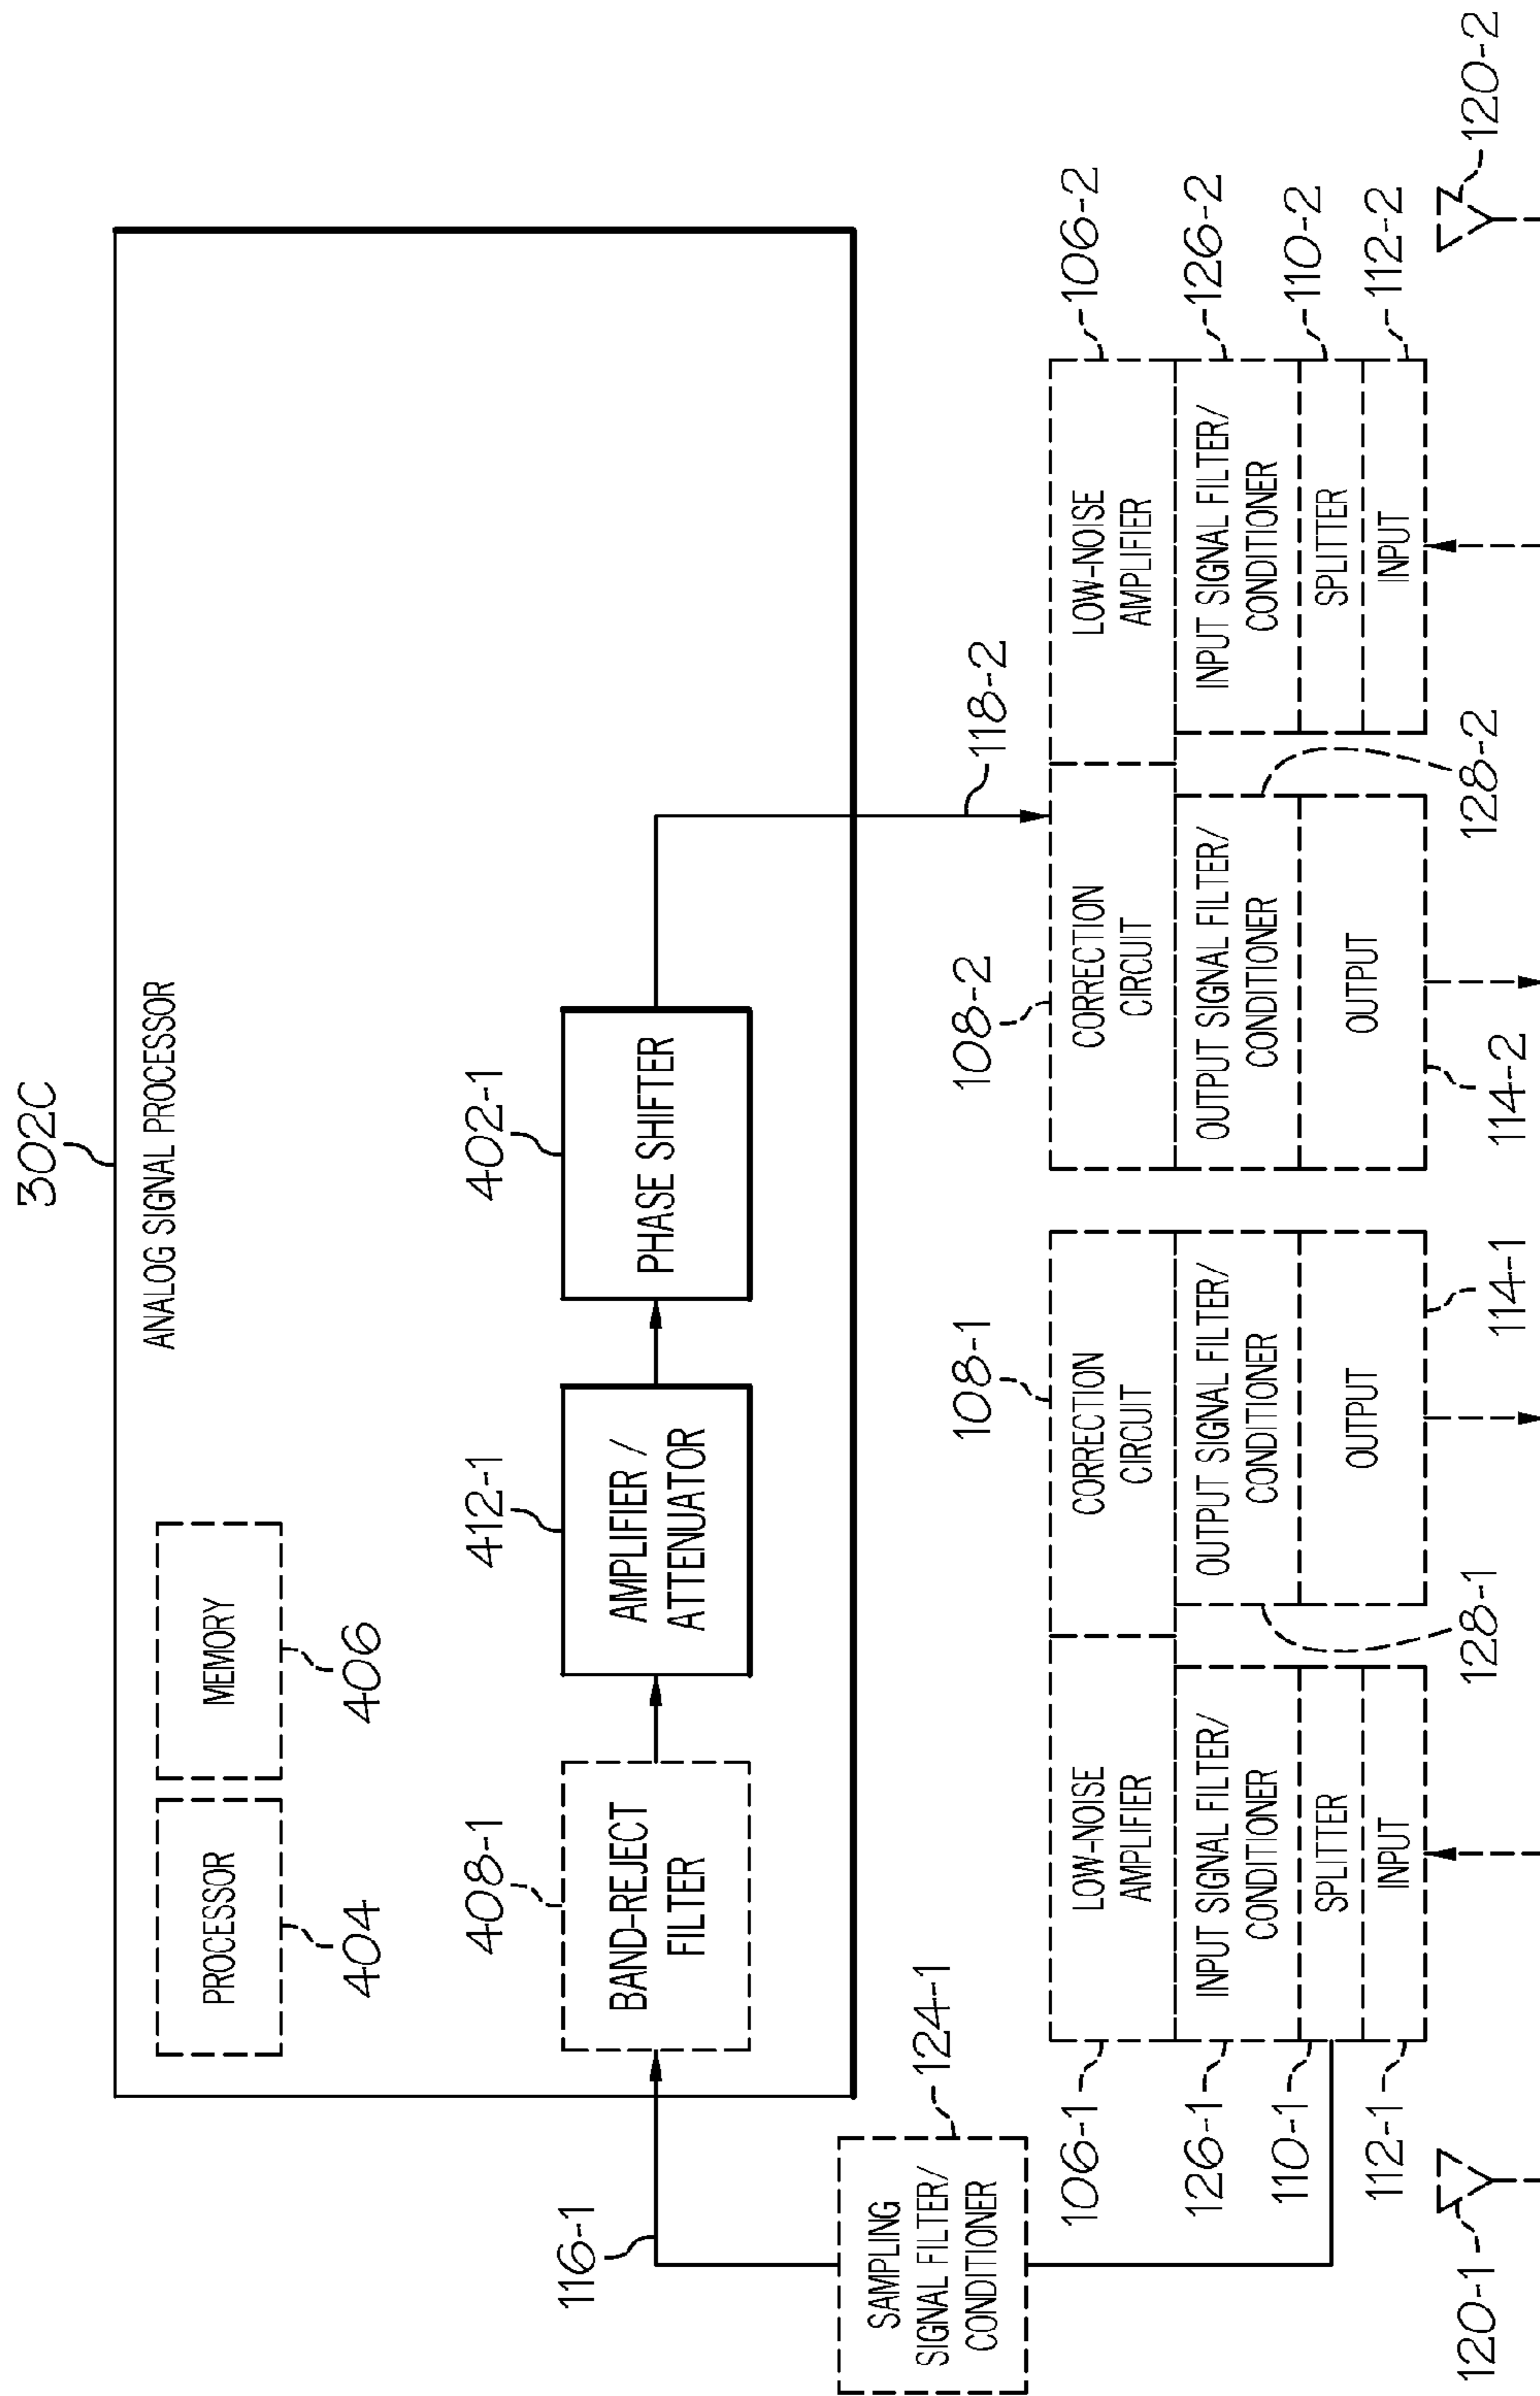 302C
ANALOG SIGNAL PROCESSOR
PROCESSOR
404
MEMORY
406
408-1
BAND-REJECT
FILTER
412-1
AMPLIFIER /
ATTENUATOR
402-1
PHASE SHIFTER
116-1
SAMPLING
SIGNAL FILTER/
CONDITIONER
124-1
118-2
106-1
LOW-NOISE
AMPLIFIER
108-1
CORRECTION
CIRCUIT
126-1
INPUT SIGNAL FILTER/
CONDITIONER
OUTPUT SIGNAL FILTER/
CONDITIONER
110-1
SPLITTER
112-1
INPUT
OUTPUT
128-1
114-1
120-1
108-2
CORRECTION
CIRCUIT
LOW-NOISE
AMPLIFIER
106-2
OUTPUT SIGNAL FILTER/
CONDITIONER
INPUT SIGNAL FILTER/
CONDITIONER
126-2
OUTPUT
SPLITTER
110-2
INPUT
112-2
114-2
128-2
120-2